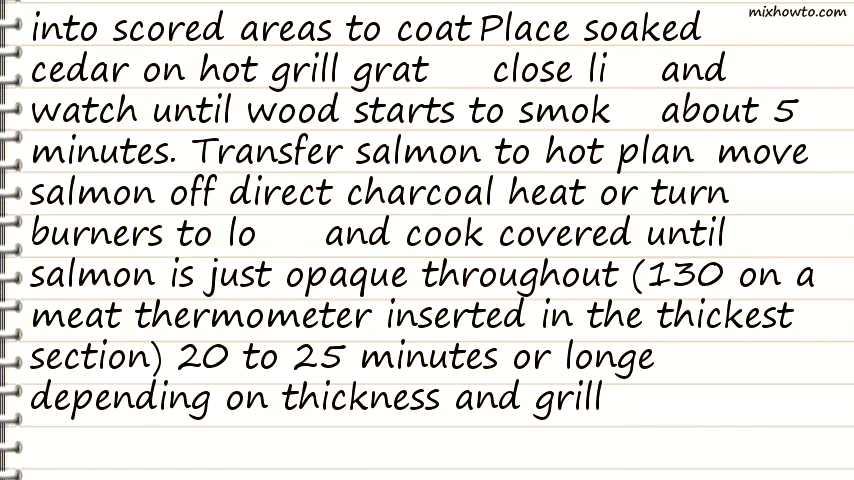 mixhowto.com
into scored areas to coat Place soaked
cedar on hot grill grat close li and
watch until wood starts to smok about 5
minutes. Transfer salmon to hot plan move
salmon off direct charcoal heat or turn
burners to lo and cook covered until
salmon is just opaque throughout (130 on a
meat thermometer inserted in the thickest
section) 20 to 25 minutes or longe
depending on thickness and grill